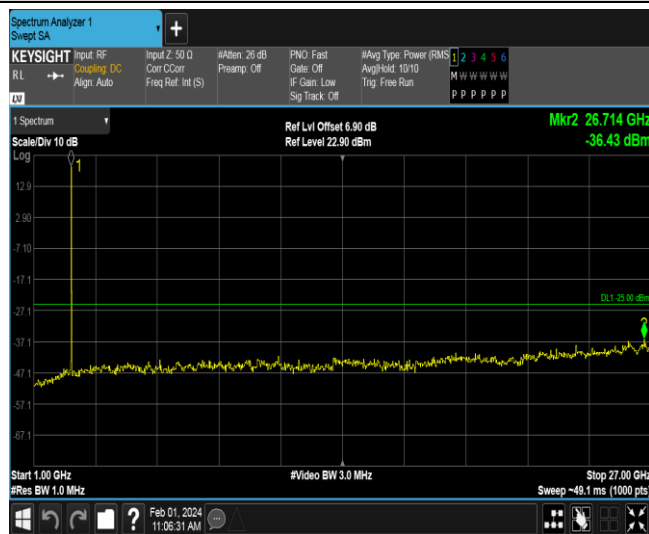 Spectrum Analyzer 1
Swept SA
+
KEYSIGHT
RL
LXI
Input: RF
Coupling: DC
Align: Auto
Input Z: 50 Ω
Corr CCorr
Freq Ref: Int (S)
#Atten: 26 dB
Preamp: Off
PNO: Fast
Gate: Off
IF Gain: Low
Sig Track: Off
#Avg Type: Power (RMS
Avg|Hold: 10/10
Trig: Free Run
1 2 3 4 5 6
M W W W W W
P P P P P P
1 Spectrum
Scale/Div 10 dB
Log
Ref Lvl Offset 6.90 dB
Ref Level 22.90 dBm
Mkr2 26.714 GHz
-36.43 dBm
1
12.9
2.90
-7.10
-17.1
DL1 -25.00 dBm
-27.1
2
-37.1
-47.1
-57.1
-67.1
Start 1.00 GHz
#Res BW 1.0 MHz
#Video BW 3.0 MHz
Stop 27.00 GHz
Sweep ~49.1 ms (1000 pts)
?
Feb 01, 2024
11:06:31 AM